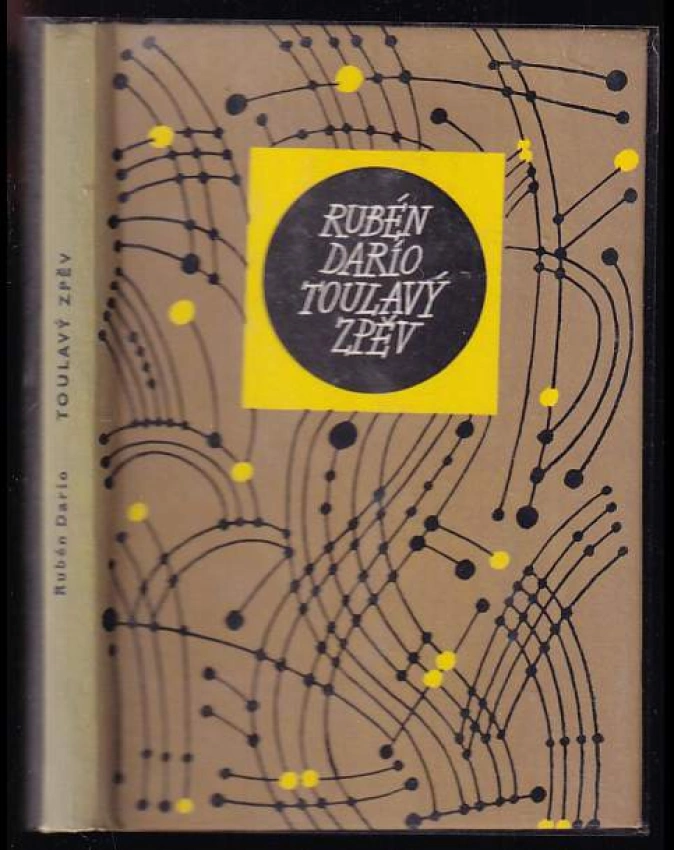 RUBÉN
DARÍO
TOULAVÝ
ZPĚV
Rubén Darío TOULAVÝ ZPĚV